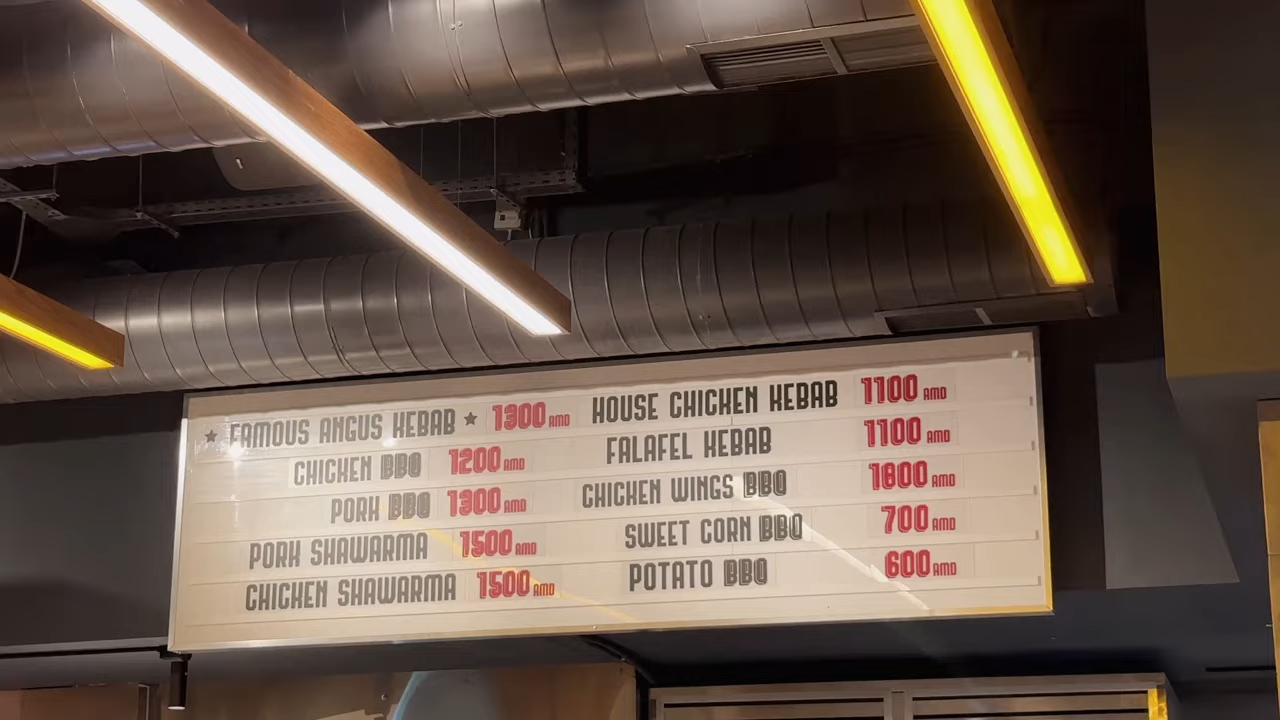 ★ FAMOUS ANGUS KEBAB ★ 1300 AMD
CHICKEN BBQ 1200 AMD
PORK BBQ 1300 AMD
PORK SHAWARMA 1500 AMD
CHICKEN SHAWARMA 1500 AMD
HOUSE CHICKEN KEBAB 1100 AMD
FALAFEL KEBAB 1100 AMD
CHICKEN WINGS BBQ 1800 AMD
SWEET CORN BBQ 700 AMD
POTATO BBQ 600 AMD